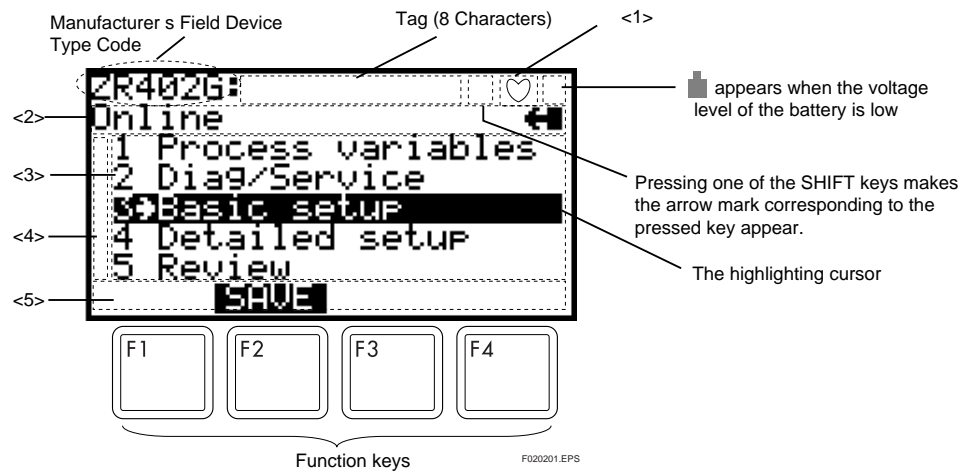 Manufacturer s Field Device
Type Code
Tag (8 Characters)
<1>
ZR402G:
appears when the voltage
level of the battery is low
<2>
Online
1 Process variables
<3>
2 Diag/Service
Pressing one of the SHIFT keys makes
the arrow mark corresponding to the
pressed key appear.
3 Basic setup
<4>
4 Detailed setup
5 Review
The highlighting cursor
<5>
SAVE
F1
F2
F3
F4
Function keys
F020201.EPS